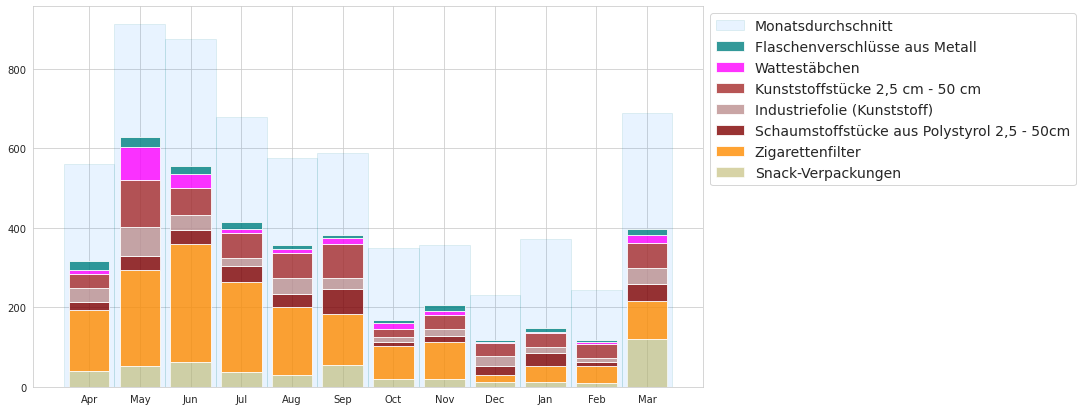 800
600
400
200
0
Apr May Jun Jul Aug Sep Oct Nov Dec Jan Feb Mar
Monatsdurchschnitt
Flaschenverschlüsse aus Metall
Wattestäbchen
Kunststoffstücke 2,5 cm - 50 cm
Industriefolie (Kunststoff)
Schaumstoffstücke aus Polystyrol 2,5 - 50cm
Zigarettenfilter
Snack-Verpackungen